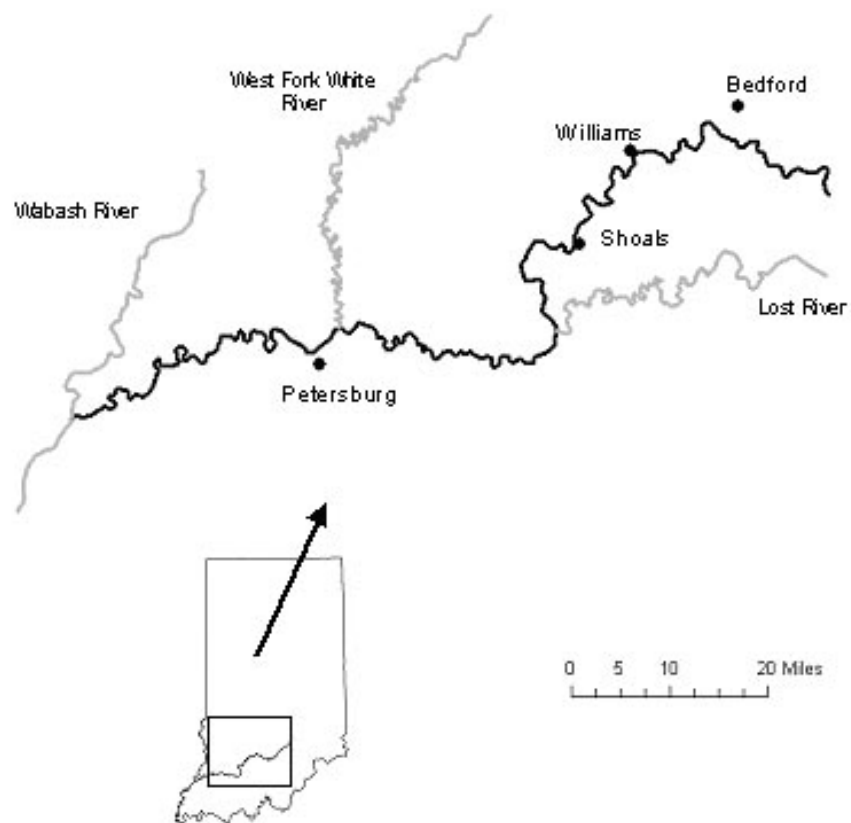 West Fork White
River
Bedford
Williams
Wabash River
Shoals
Lost River
Petersburg
0 5 10 20 Miles